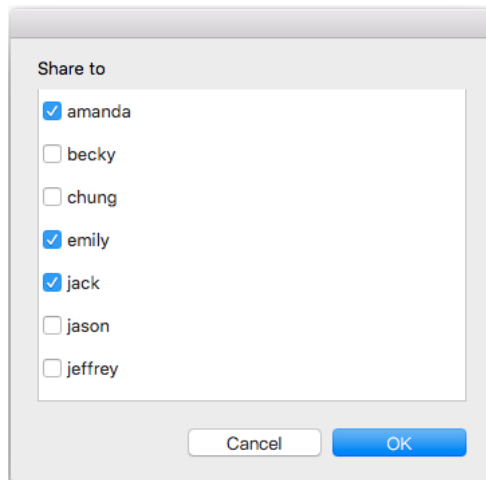 Share to
amanda
becky
chung
emily
jack
jason
jeffrey
Cancel OK